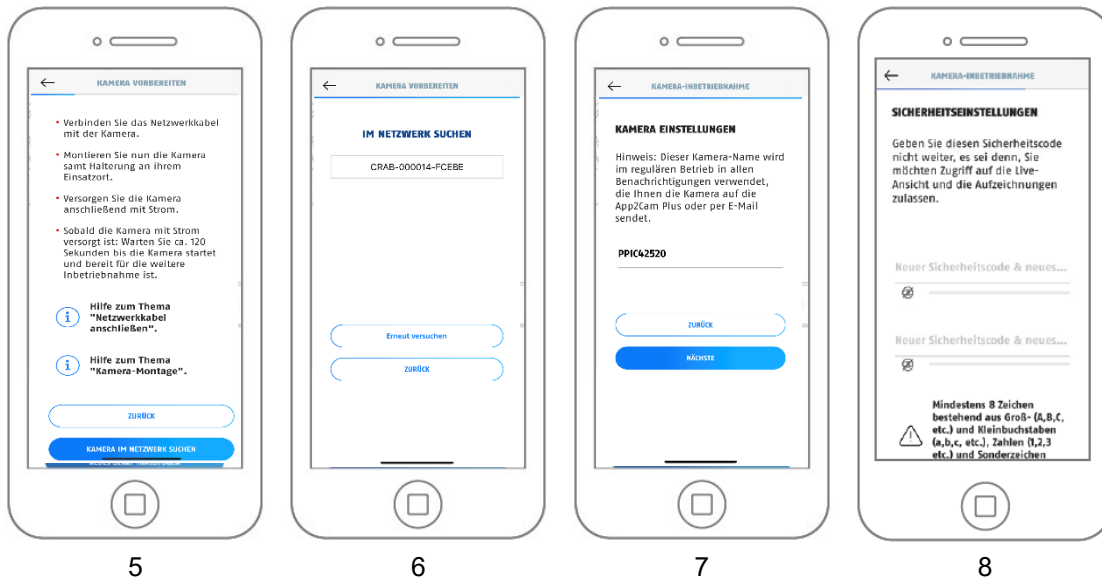 KAMERA VORBEREITEN
• Verbinden Sie das Netzwerkkabel
mit der Kamera.
• Montieren Sie nun die Kamera
samt Halterung an ihrem
Einsatzort.
• Versorgen Sie die Kamera
anschließend mit Strom.
• Sobald die Kamera mit Strom
versorgt ist: Warten Sie ca. 120
Sekunden bis die Kamera startet
und bereit für die weitere
Inbetriebnahme ist.
Hilfe zum Thema
"Netzwerkkabel
anschließen".
Hilfe zum Thema
"Kamera-Montage".
ZURÜCK
KAMERA IM NETZWERK SUCHEN
5
KAMERA VORBEREITEN
IM NETZWERK SUCHEN
CRAB-000014-FCEBE
Erneut versuchen
ZURÜCK
6
KAMERA-INBETRIEBNAHME
KAMERA EINSTELLUNGEN
Hinweis: Dieser Kamera-Name wird
im regulären Betrieb in allen
Benachrichtigungen verwendet,
die Ihnen die Kamera auf die
App2Cam Plus oder per E-Mail
sendet.
PPIC42520
ZURÜCK
NÄCHSTE
7
KAMERA-INBETRIEBNAHME
SICHERHEITSEINSTELLUNGEN
Geben Sie diesen Sicherheitscode
nicht weiter, es sei denn, Sie
möchten Zugriff auf die Live-
Ansicht und die Aufzeichnungen
zulassen.
Neuer Sicherheitscode & neues...
Neuer Sicherheitscode & neues...
Mindestens 8 Zeichen
bestehend aus Groß- (A,B,C,
etc.) und Kleinbuchstaben
(a,b,c, etc.), Zahlen (1,2,3
etc.) und Sonderzeichen
8